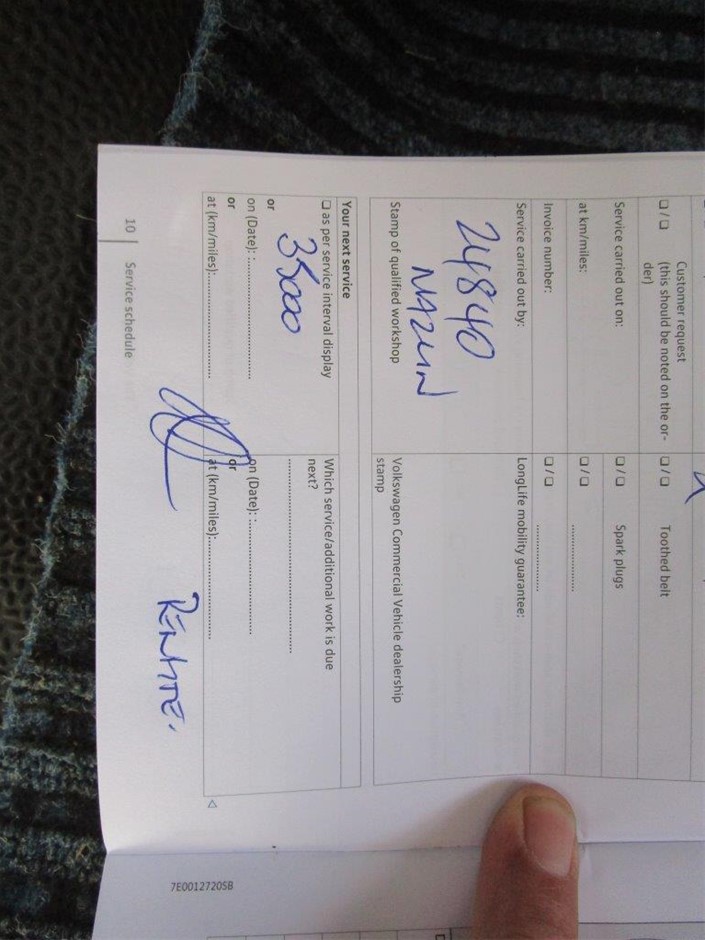 Customer request
☐ / ☐ (this should be noted on the or-
der)
☐ / ☐ Toothed belt
Service carried out on:
☐ / ☐ Spark plugs
at km/miles:
☐ / ☐ ....................
Invoice number:
☐ / ☐ ....................
Service carried out by:
LongLife mobility guarantee:
24840
Stamp of qualified workshop
Volkswagen Commercial Vehicle dealership
stamp
Your next service
☐ as per service interval display
or
35000
on (Date): :..............................
or
at (km/miles):..............................
Which service/additional work is due
next?
..................................................
on (Date): :..............................
or
at (km/miles):..............................
10 Service schedule
7E0012720SB